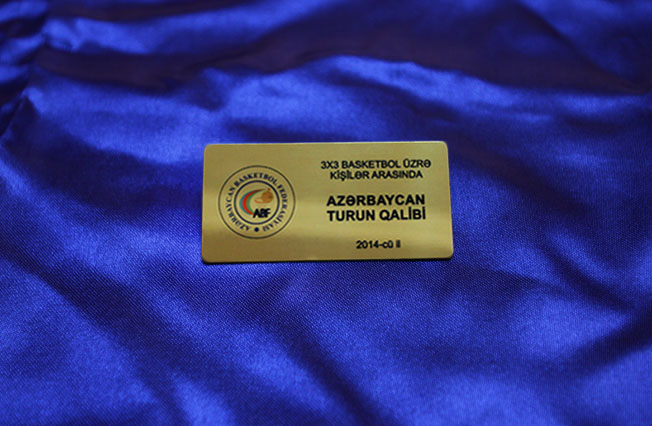 AZƏRBAYCAN BASKETBOL FEDERASİYASI
ABF
3X3 BASKETBOL ÜZRƏ
KİŞİLƏR ARASINDA
AZƏRBAYCAN
TURUN QALİBİ
2014-cü il